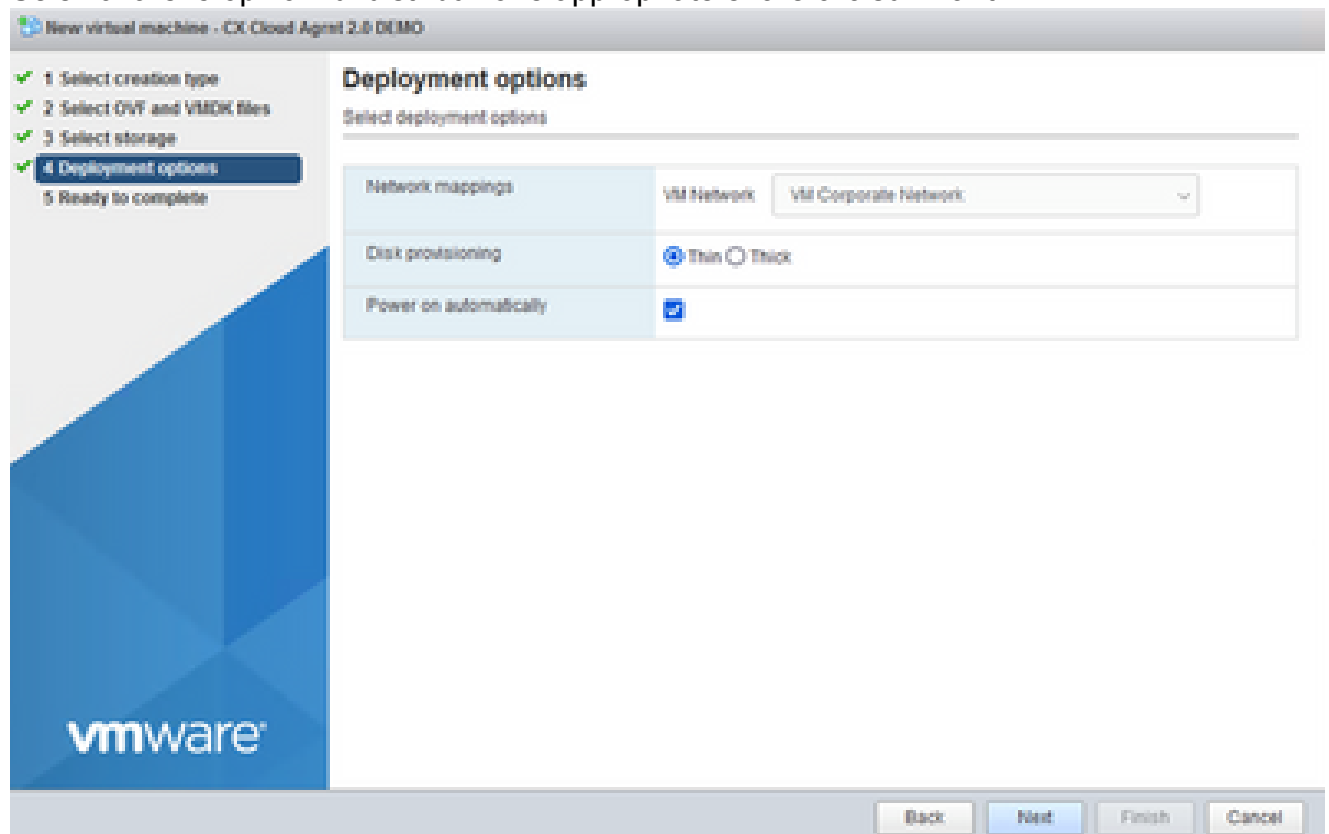 New virtual machine - CX Cloud Agrnt 2.0 DEMO
1 Select creation type
2 Select OVF and VMDK files
3 Select storage
4 Deployment options
5 Ready to complete
Deployment options
Select deployment options
Network mappings
VM Network VM Corporate Network
Disk provisioning
Thin Thick
Power on automatically
vmware
Back Next Finish Cancel